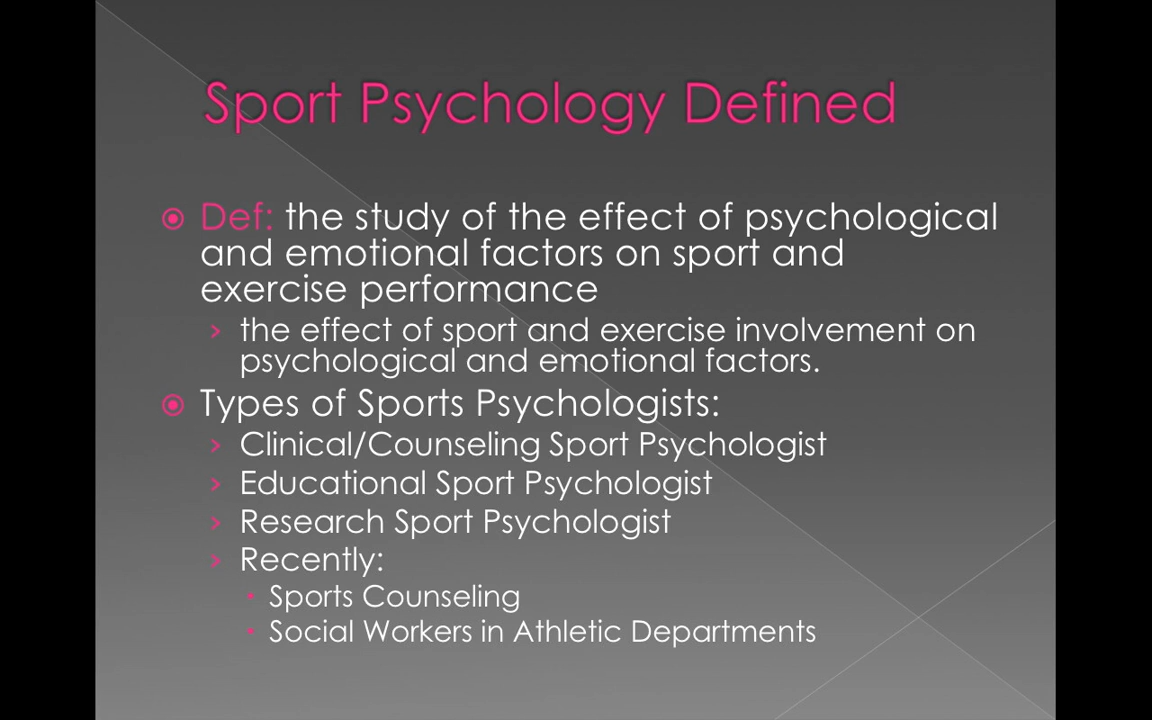 Sport Psychology Defined
Def: the study of the effect of psychological
and emotional factors on sport and
exercise performance
the effect of sport and exercise involvement on
psychological and emotional factors.
Types of Sports Psychologists:
Clinical/Counseling Sport Psychologist
Educational Sport Psychologist
Research Sport Psychologist
Recently:
Sports Counseling
Social Workers in Athletic Departments